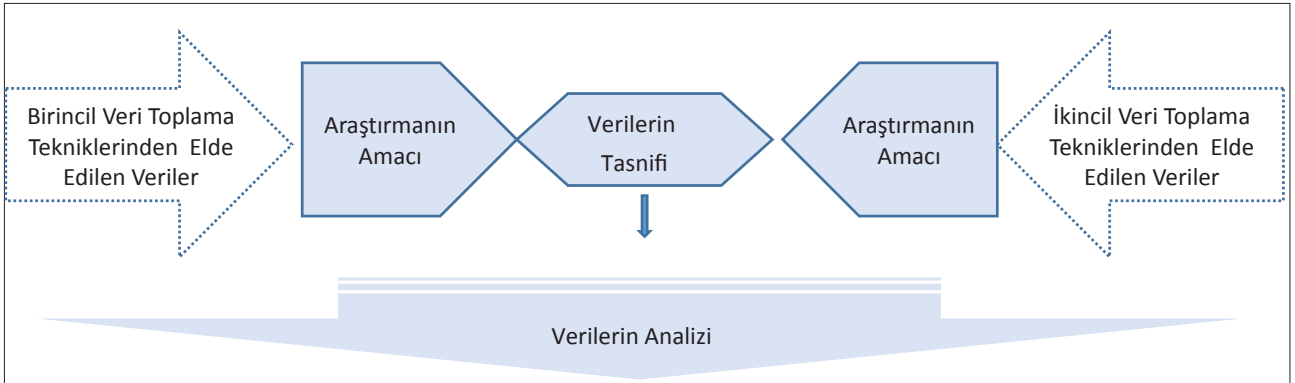 Birincil Veri Toplama
Tekniklerinden Elde
Edilen Veriler
Araştırmanın
Amacı
Verilerin
Tasnifi
Araştırmanın
Amacı
İkincil Veri Toplama
Tekniklerinden Elde
Edilen Veriler
Verilerin Analizi